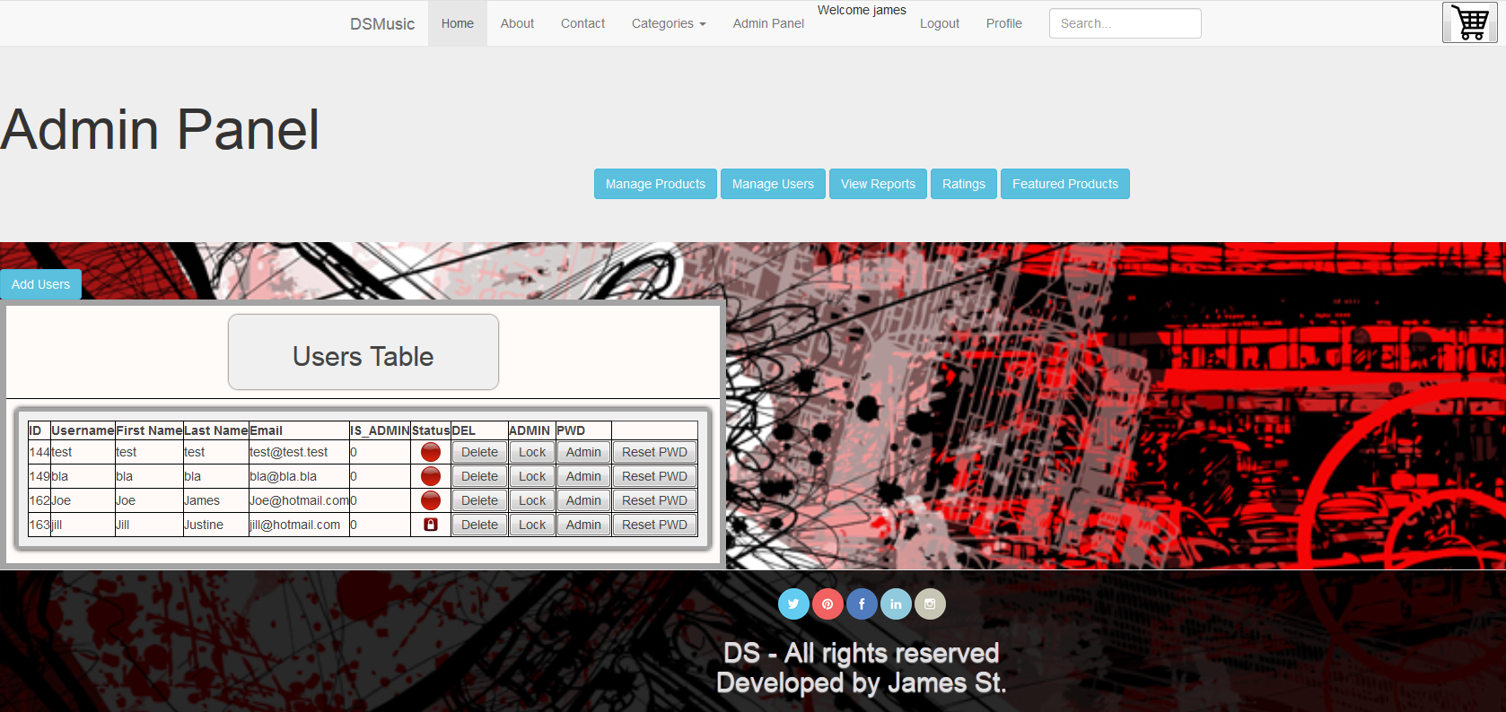 DSMusic Home About Contact Categories Admin Panel Welcome james Logout Profile Search...
Admin Panel
Manage Products Manage Users View Reports Ratings Featured Products
Add Users
Users Table
ID Username First Name Last Name Email IS_ADMIN Status DEL ADMIN PWD
144 test test test test@test.test 0 Delete Lock Admin Reset PWD
149 bla bla bla bla@bla.bla 0 Delete Lock Admin Reset PWD
162 Joe Joe James Joe@hotmail.com 0 Delete Lock Admin Reset PWD
163 jill Jill Justine jill@hotmail.com 0 Delete Lock Admin Reset PWD
DS - All rights reserved
Developed by James St.